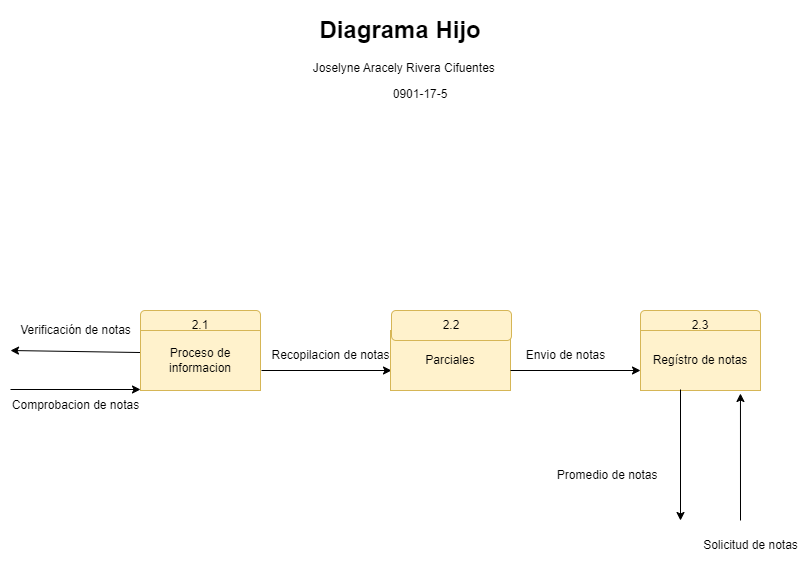 Diagrama Hijo
Joselyne Aracely Rivera Cifuentes
0901-17-5
2.1
2.2
2.3
Verificación de notas
Proceso de
informacion
Recopilacion de notas
Parciales
Envio de notas
Regístro de notas
Comprobacion de notas
Promedio de notas
Solicitud de notas